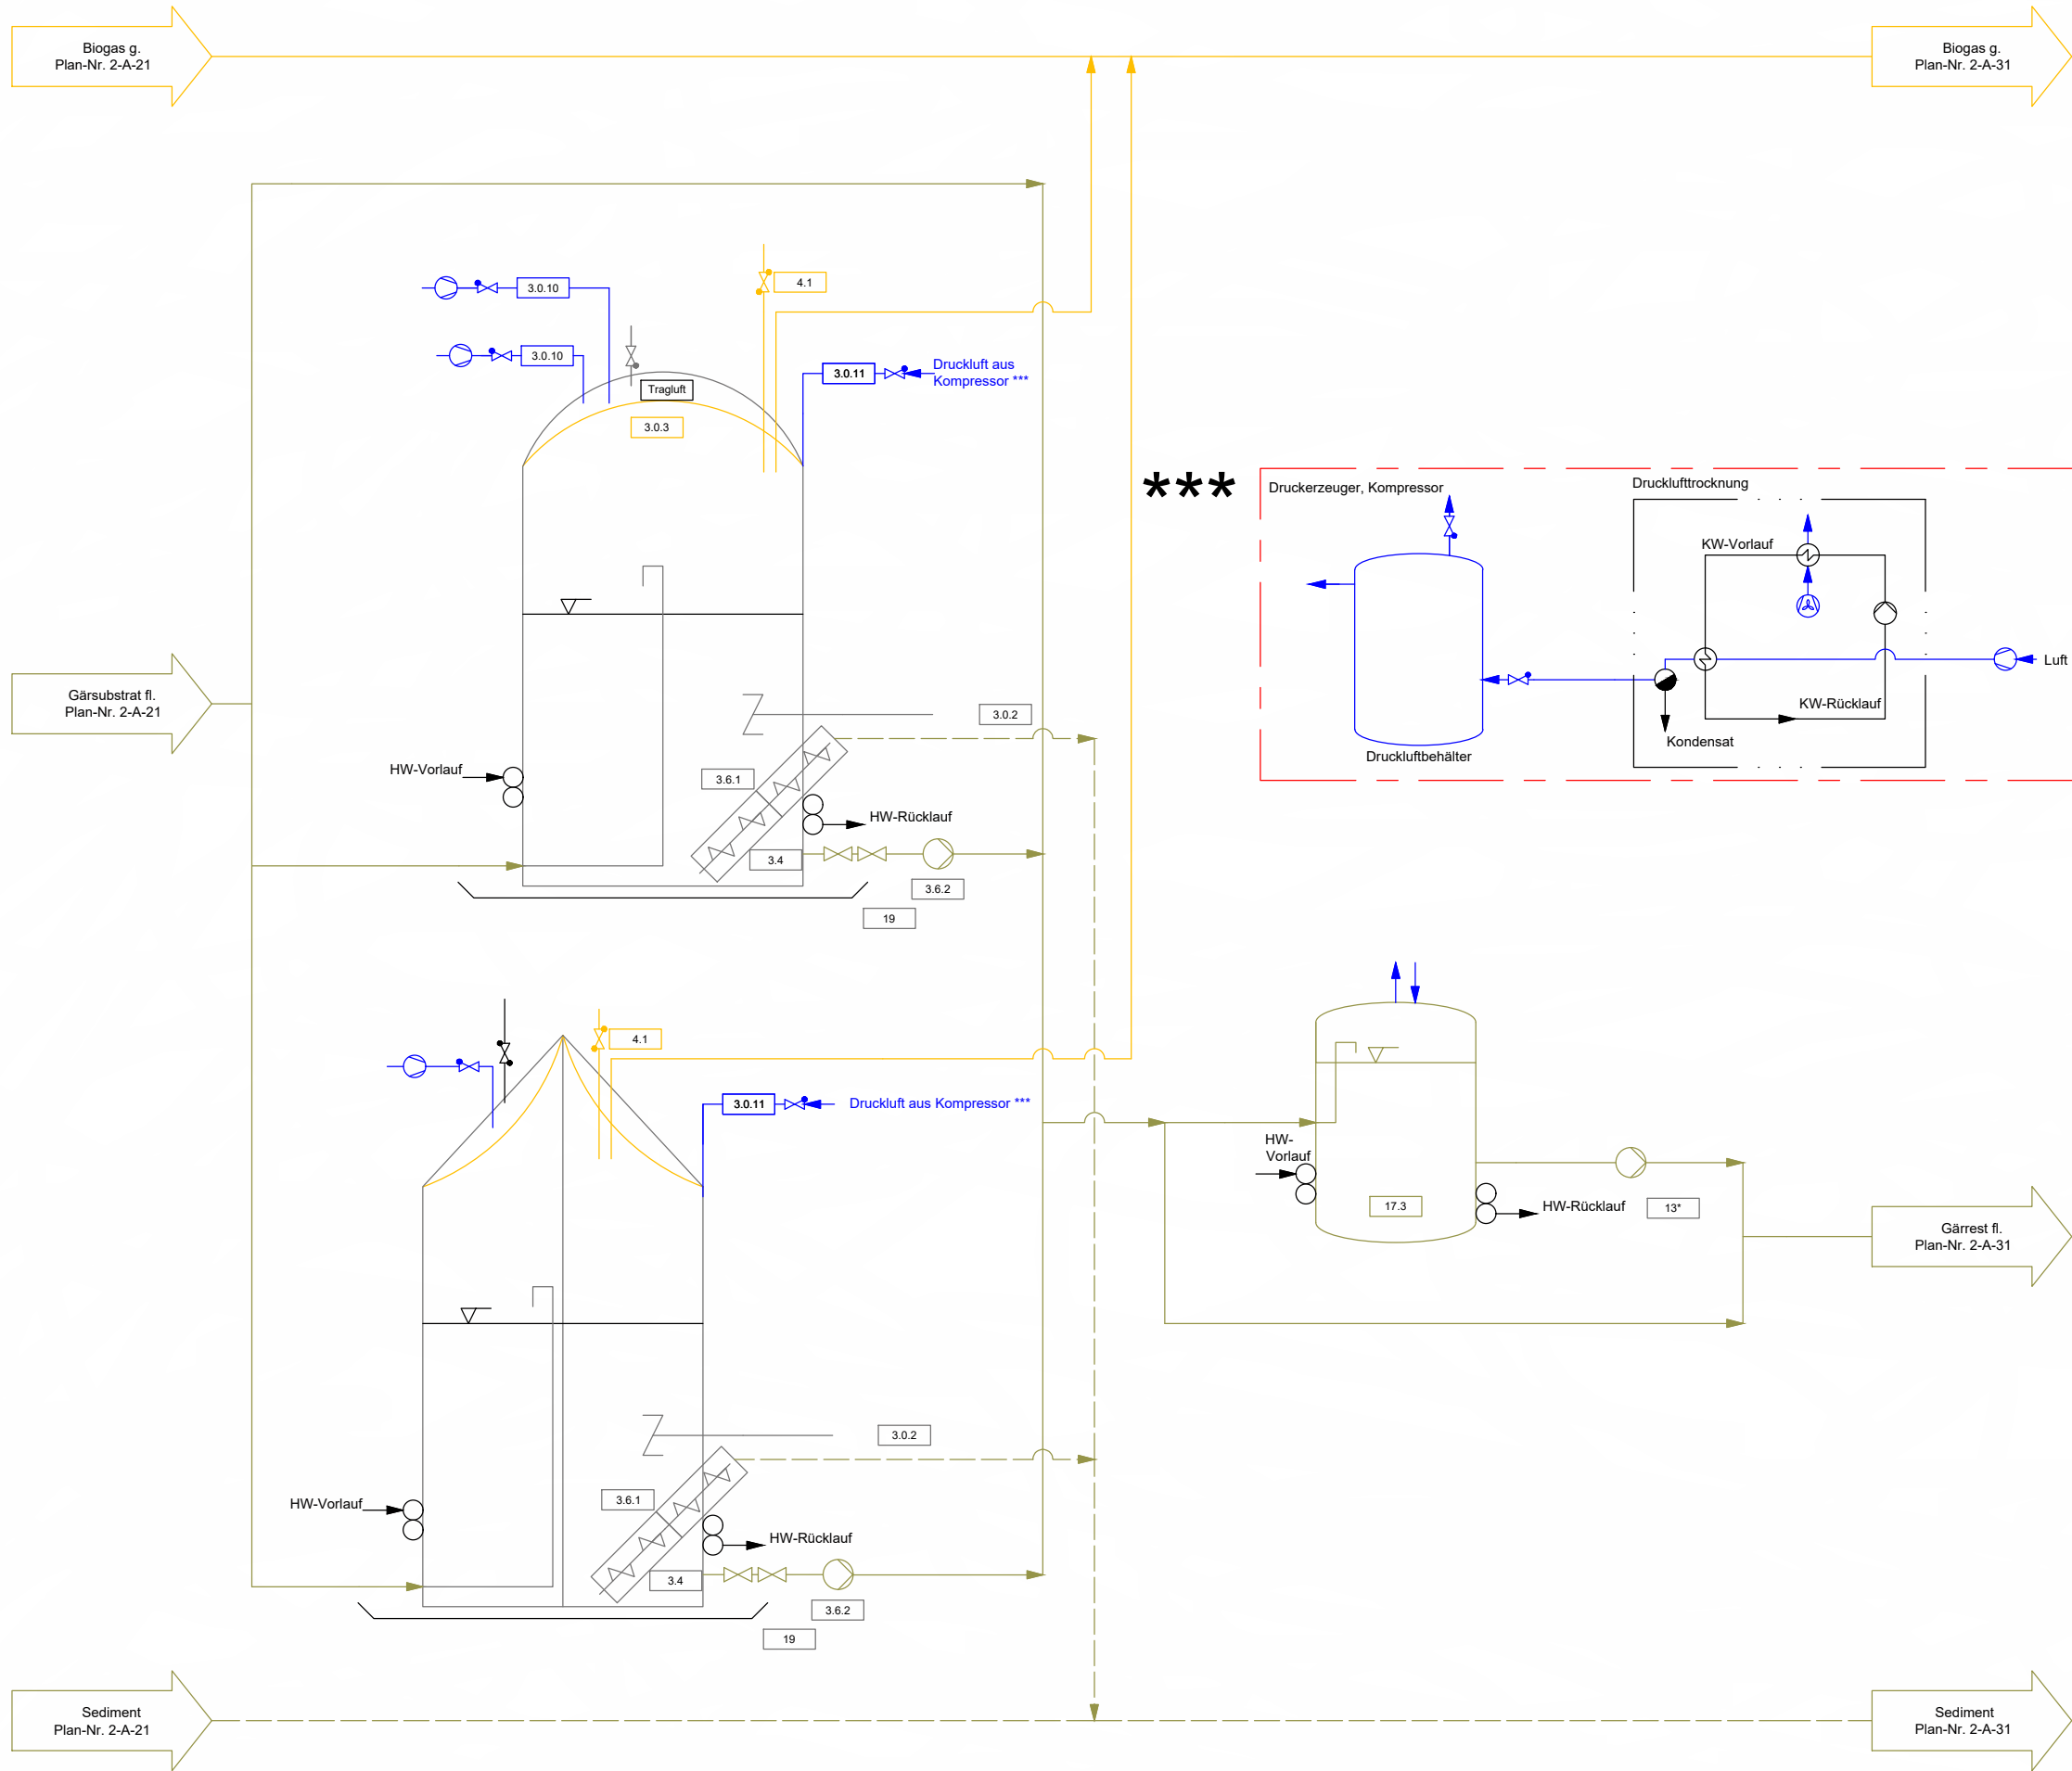 Biogas g.
Plan-Nr. 2-A-21
Biogas g.
Plan-Nr. 2-A-31
3.0.10
4.1
3.0.10
Tragluft
3.0.3
3.0.11
Druckluft aus
Kompressor ***
***
Druckerzeuger, Kompressor
Drucklufttrocknung
KW-Vorlauf
Luft
KW-Rücklauf
Kondensat
Druckluftbehälter
Gärsubstrat fl.
Plan-Nr. 2-A-21
3.0.2
HW-Vorlauf
3.6.1
HW-Rücklauf
3.4
3.6.2
19
4.1
3.0.11
Druckluft aus Kompressor ***
HW-
Vorlauf
17.3
HW-Rücklauf
13*
Gärrest fl.
Plan-Nr. 2-A-31
3.0.2
HW-Vorlauf
3.6.1
HW-Rücklauf
3.4
3.6.2
19
Sediment
Plan-Nr. 2-A-21
Sediment
Plan-Nr. 2-A-31